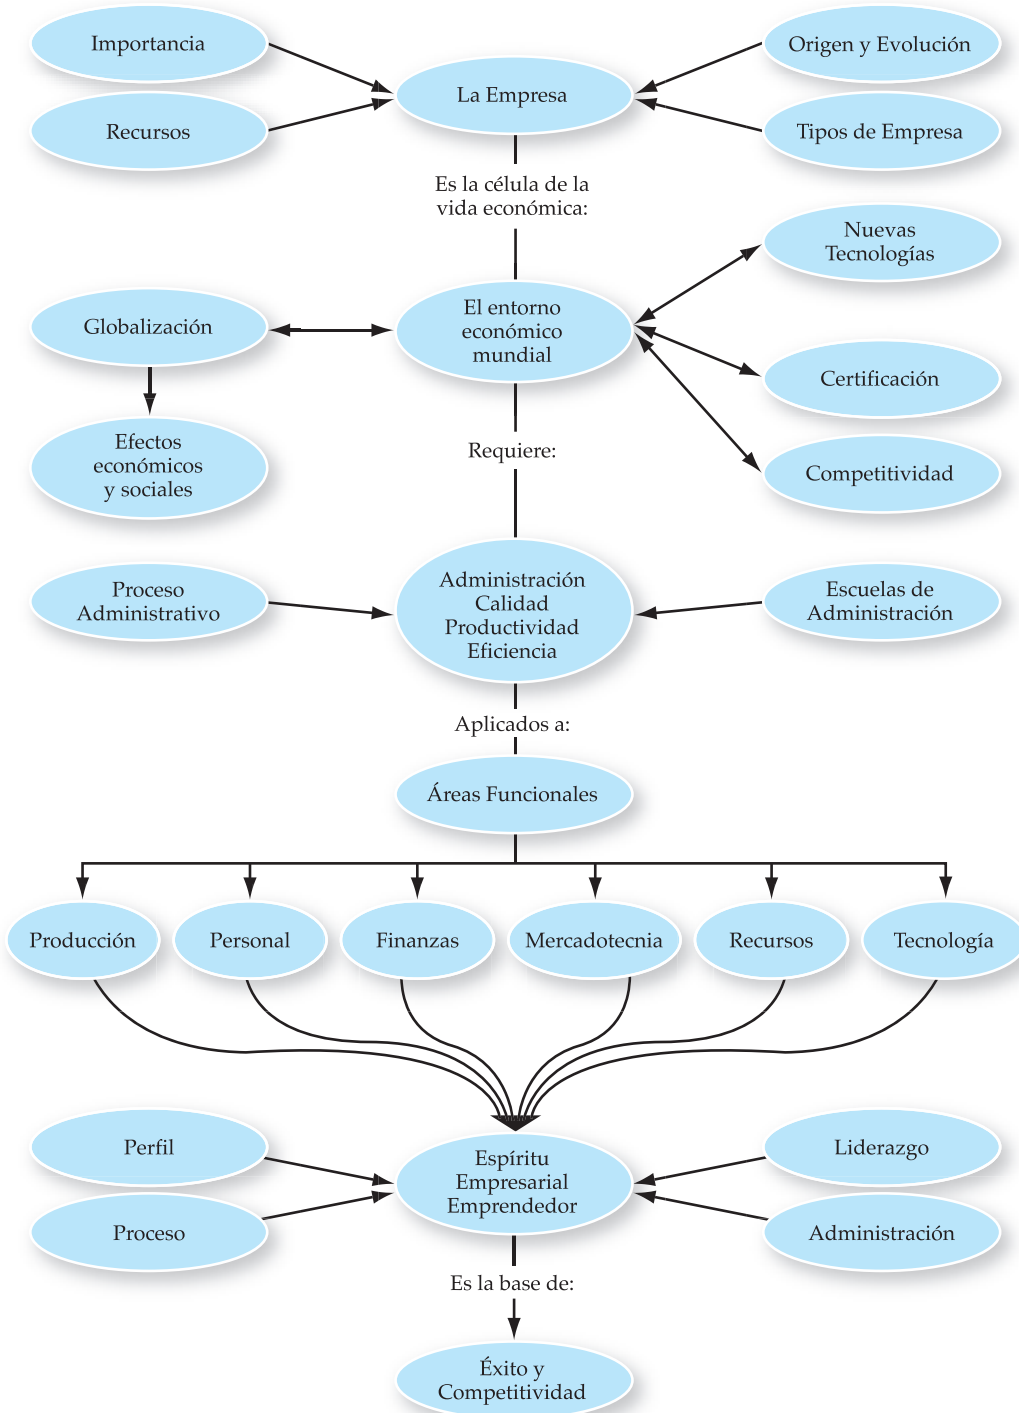 Importancia
Origen y Evolución
La Empresa
Recursos
Tipos de Empresa
Es la célula de la
vida económica:
Nuevas
Tecnologías
Globalización
El entorno
económico
mundial
Certificación
Efectos
económicos
y sociales
Requiere:
Competitividad
Proceso
Administrativo
Administración
Calidad
Productividad
Eficiencia
Escuelas de
Administración
Aplicados a:
Áreas Funcionales
Producción
Personal
Finanzas
Mercadotecnia
Recursos
Tecnología
Perfil
Liderazgo
Espíritu
Empresarial
Emprendedor
Proceso
Administración
Es la base de:
Éxito y
Competitividad